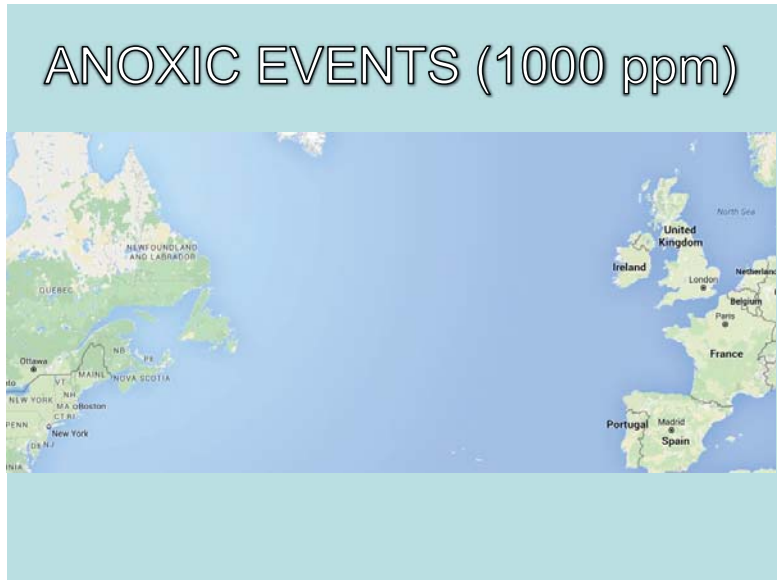 ANOXIC EVENTS (1000 ppm)
NEWFOUNDLAND
AND LABRADOR
QUEBEC
Ottawa
NB
PE
MAINE
NOVA SCOTIA
VT
NH
NEW YORK
MA Boston
CT RI
PENN
New York
DE NJ
North Sea
United
Kingdom
Ireland
London
Netherland
Belgium
Paris
France
Portugal
Madrid
Spain